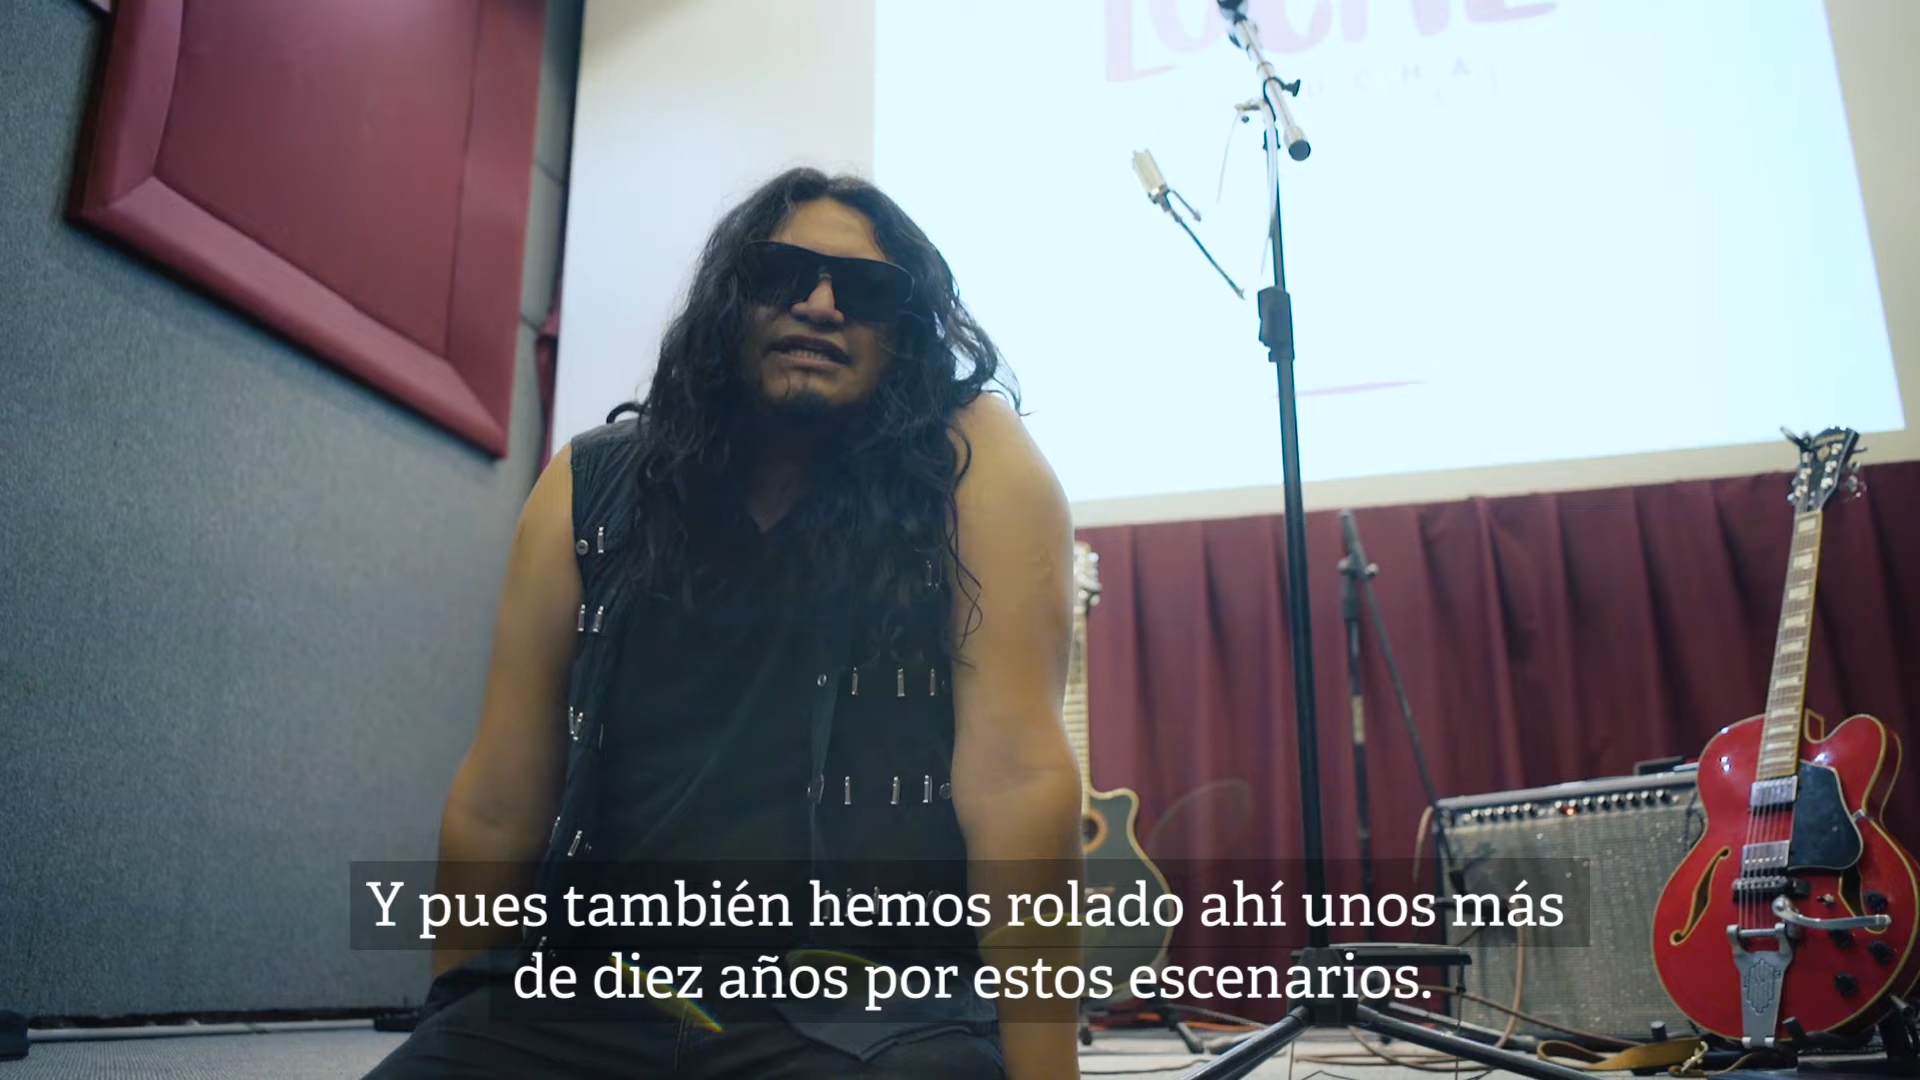 Y pues también hemos rolado ahí unos más
de diez años por estos escenarios.